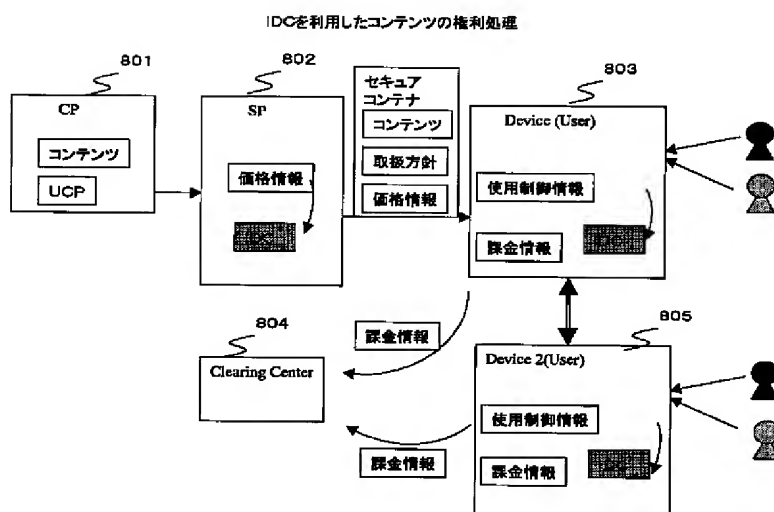 IDCを利用したコンテンツの権利処理
801
CP
コンテンツ
UCP
802
SP
価格情報
セキュア
コンテナ
コンテンツ
取扱方針
価格情報
803
Device (User)
使用制御情報
課金情報
804
Clearing Center
課金情報
課金情報
805
Device 2(User)
使用制御情報
課金情報